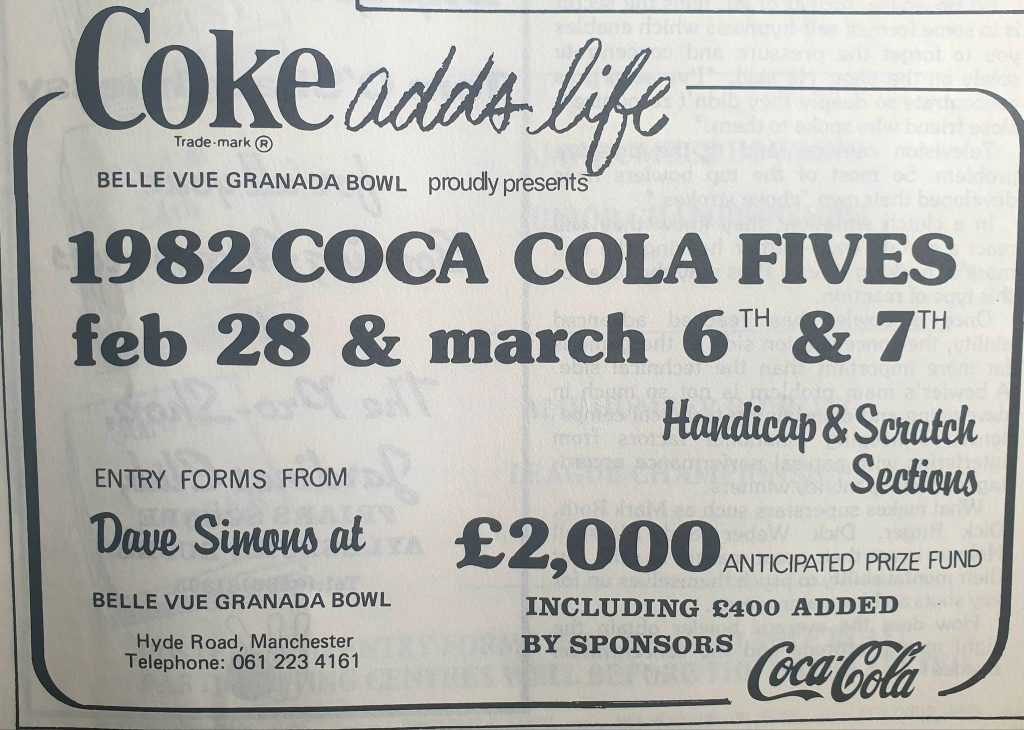 Coke adds life
Trade-mark ®
BELLE VUE GRANADA BOWL proudly presents
1982 COCA COLA FIVES
feb 28 & march 6TH & 7TH
Handicap & Scratch
Sections
ENTRY FORMS FROM
Dave Simons at
BELLE VUE GRANADA BOWL
Hyde Road, Manchester
Telephone: 061 223 4161
£2,000 ANTICIPATED PRIZE FUND
INCLUDING £400 ADDED
BY SPONSORS
Coca-Cola